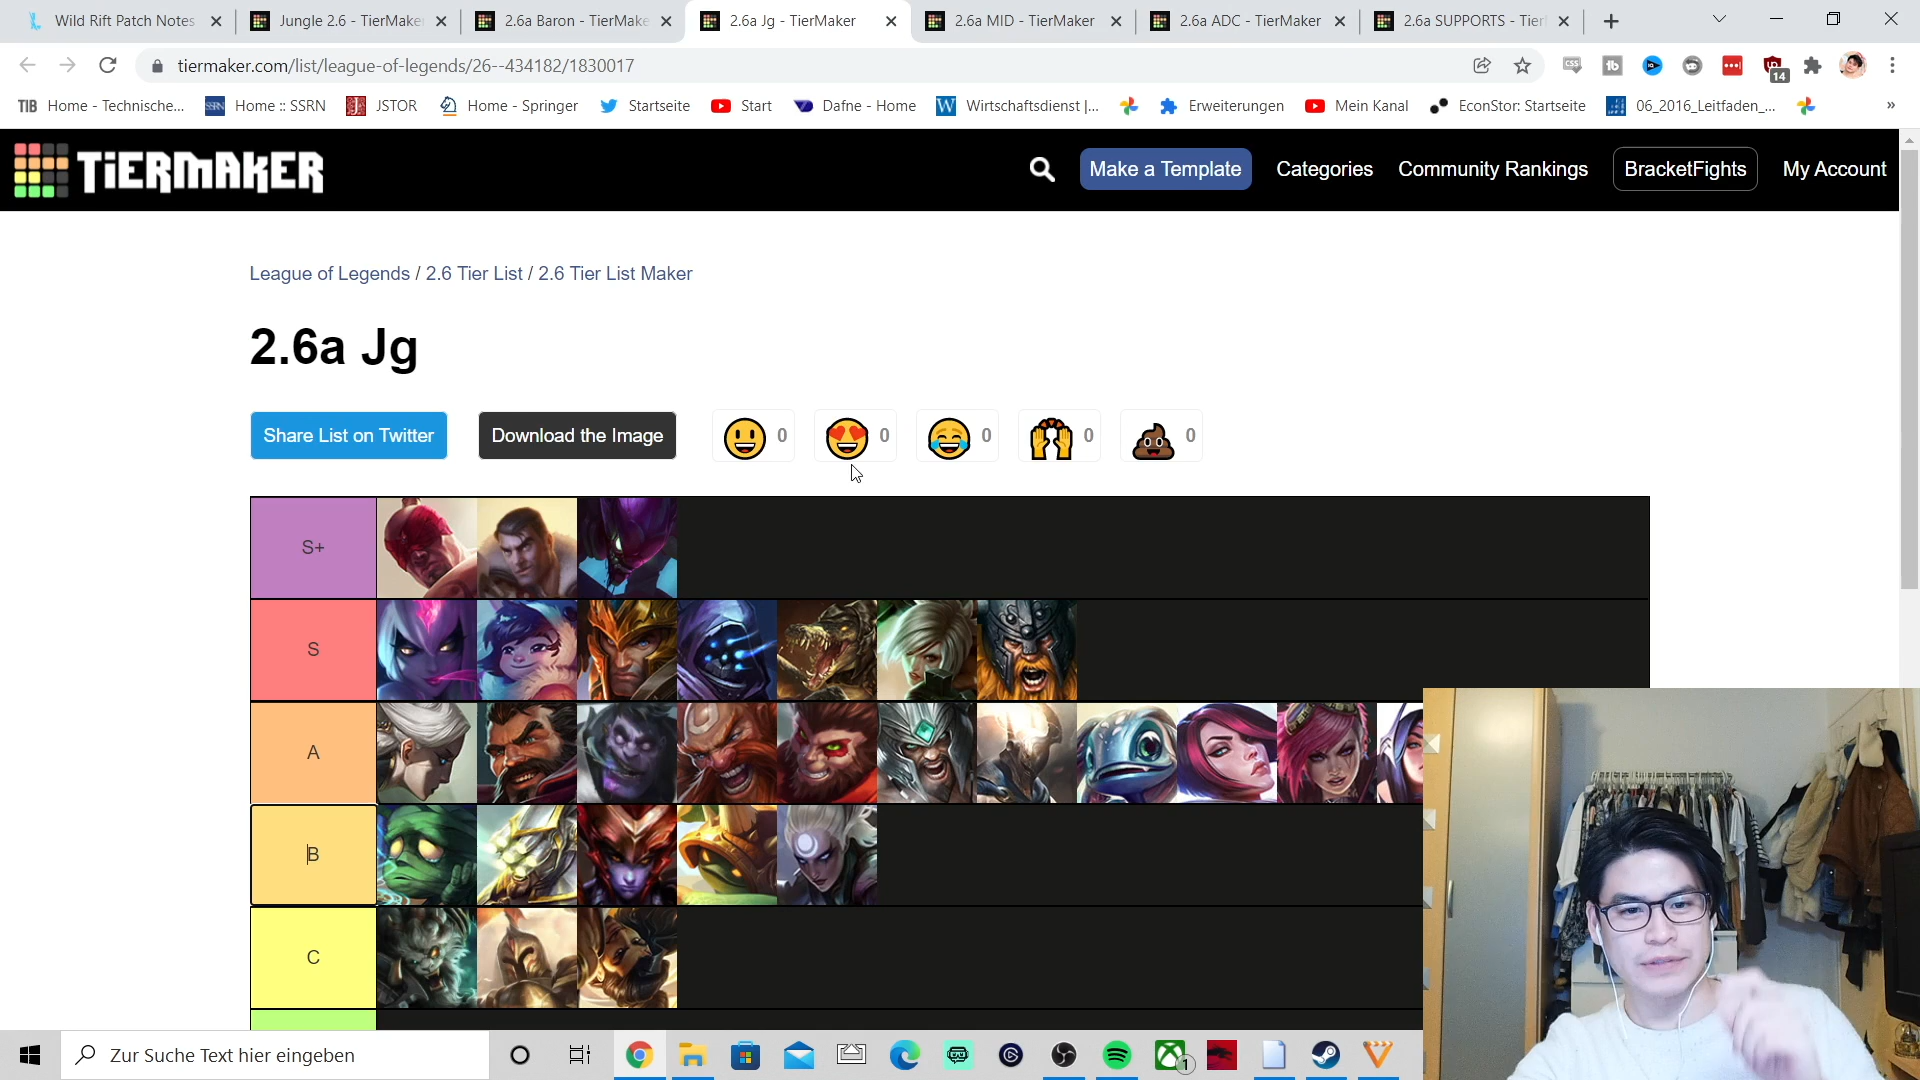 Wild Rift Patch Notes
Jungle 2.6 - TierMaker
2.6a Baron - TierMake
2.6a Jg - TierMaker
2.6a MID - TierMaker
2.6a ADC - TierMaker
2.6a SUPPORTS - Tier
tiermaker.com/list/league-of-legends/26--434182/1830017
CSS
tb
14
TIB Home - Technische...
SSRN Home :: SSRN
JSTOR
Home - Springer
Startseite
Start
Dafne - Home
W Wirtschaftsdienst |...
Erweiterungen
Mein Kanal
EconStor: Startseite
06_2016_Leitfaden_...
»
TiERMAKER
Make a Template
Categories
Community Rankings
BracketFights
My Account
League of Legends / 2.6 Tier List / 2.6 Tier List Maker
2.6a Jg
Share List on Twitter
Download the Image
0
0
0
0
0
S+
S
A
B
C
Zur Suche Text hier eingeben
1